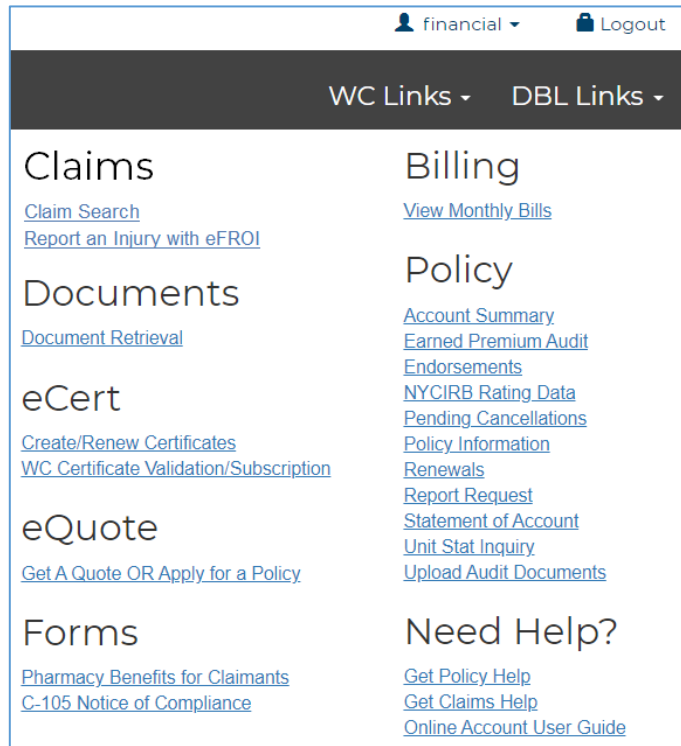 financial
Logout
WC Links
DBL Links
Claims
Claim Search
Report an Injury with eFROI
Documents
Document Retrieval
eCert
Create/Renew Certificates
WC Certificate Validation/Subscription
eQuote
Get A Quote OR Apply for a Policy
Forms
Pharmacy Benefits for Claimants
C-105 Notice of Compliance
Billing
View Monthly Bills
Policy
Account Summary
Earned Premium Audit
Endorsements
NYCIRB Rating Data
Pending Cancellations
Policy Information
Renewals
Report Request
Statement of Account
Unit Stat Inquiry
Upload Audit Documents
Need Help?
Get Policy Help
Get Claims Help
Online Account User Guide